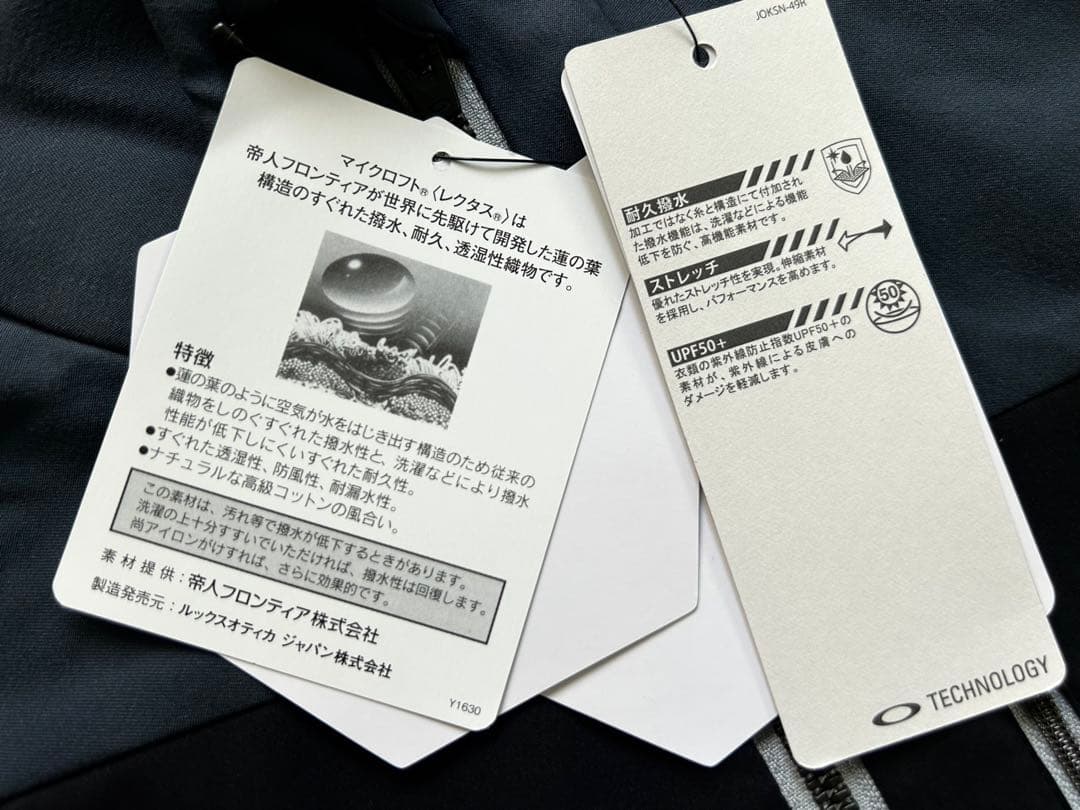 マイクロフト®〈レクタス®〉は
帝人フロンティアが世界に先駆けて開発した蓮の葉
構造のすぐれた撥水、耐久、透湿性織物です。
特徴
●蓮の葉のように空気が水をはじき出す構造のため従来の
織物をしのぐすぐれた撥水性と、洗濯などにより撥水
性能が低下しにくいすぐれた耐久性。
●すぐれた透湿性、防風性、耐漏水性。
●ナチュラルな高級コットンの風合い。
この素材は、汚れ等で撥水が低下するときがあります。
洗濯の上十分すすいでいただければ、撥水性は回復します。
尚アイロンがけすれば、さらに効果的です。
素材提供:帝人フロンティア株式会社
製造発売元:ルックスオティカ ジャパン株式会社
Y1630
JOKSN-49R
耐久撥水
加工ではなく糸と構造にて付加され
た撥水機能は、洗濯などによる機能
低下を防ぐ、高機能素材です。
ストレッチ
優れたストレッチ性を実現。伸縮素材
を採用し、パフォーマンスを高めます。
UPF50+
50
衣類の紫外線防止指数UPF50+の
素材が、紫外線による皮膚への
ダメージを軽減します。
TECHNOLOGY